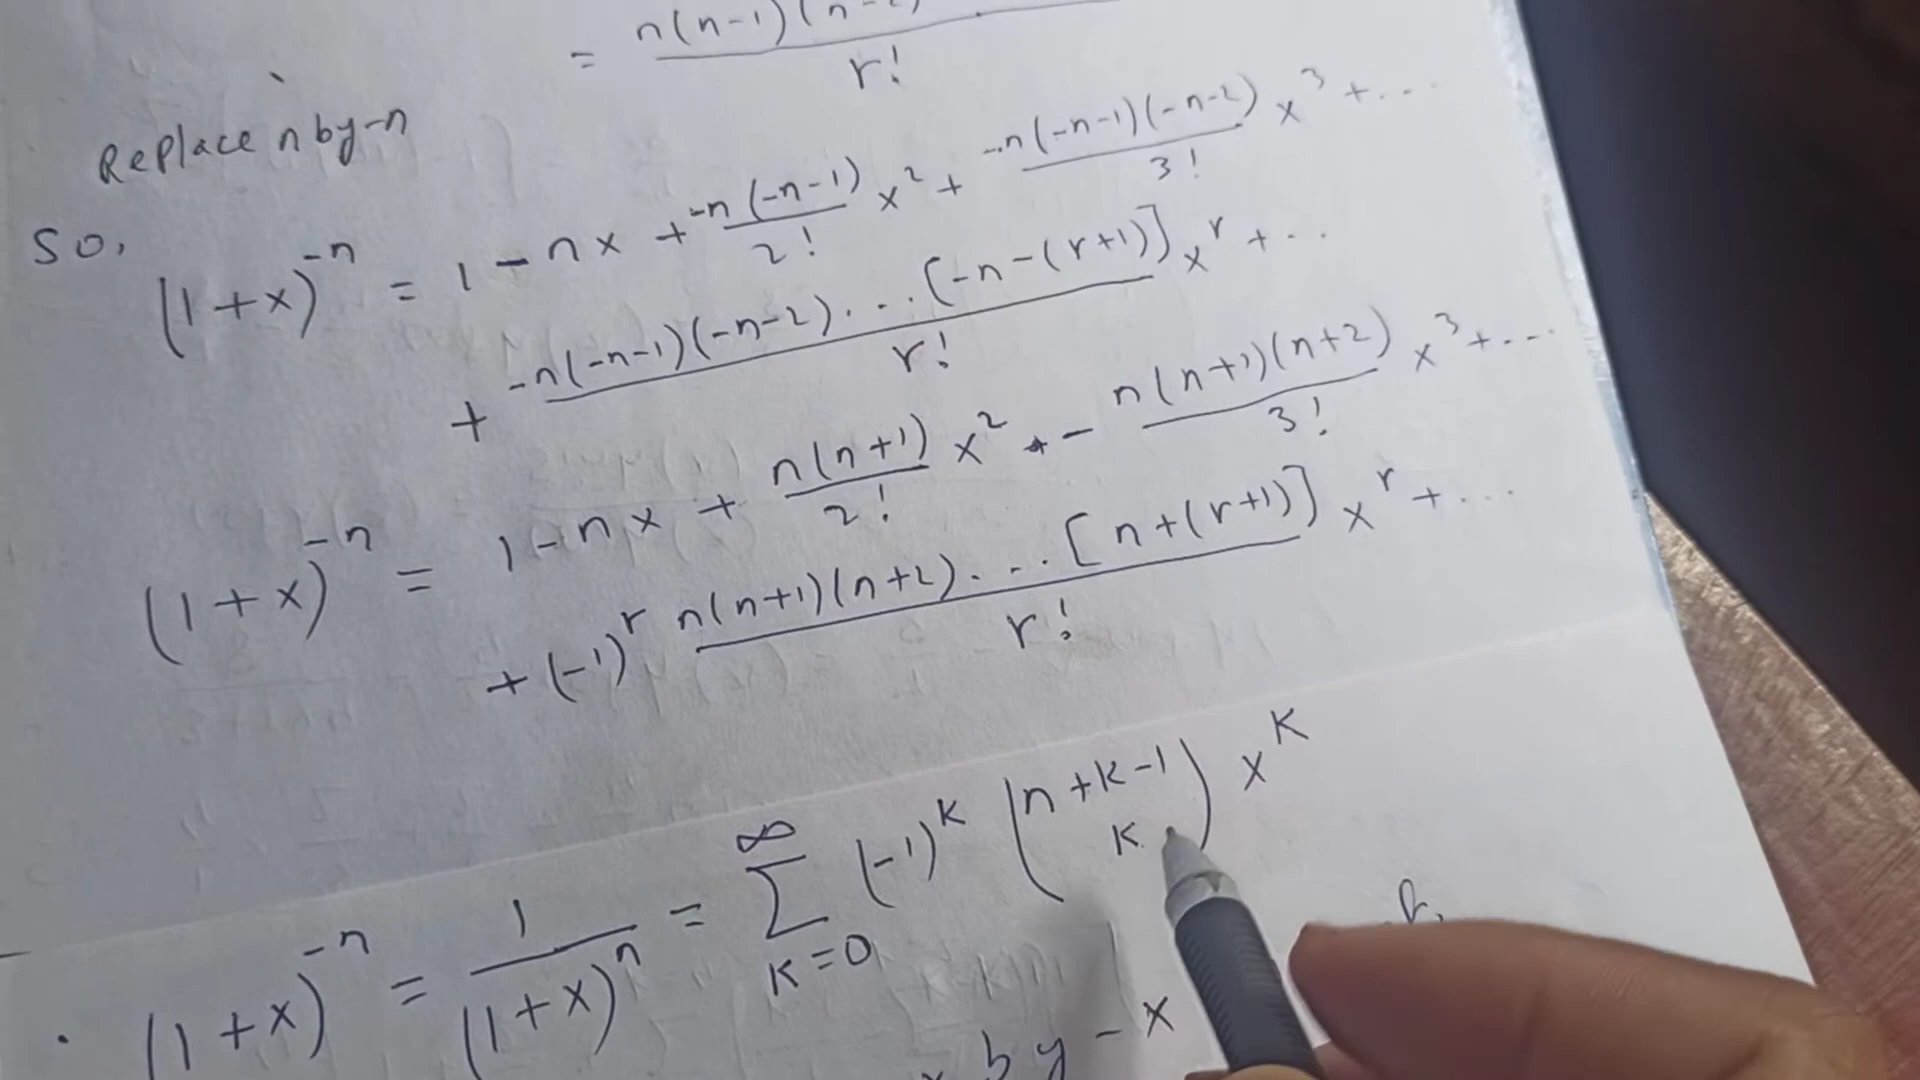 = n(n-1)(n-2) / r!
Replace n by -n
So,
(1+x)^{-n} = 1 - nx + -n(-n-1)/2! x^2 + -n(-n-1)(-n-2)/3! x^3 + ...
+ -n(-n-1)(-n-2)...[-n-(r+1)]/r! x^r + ..
(1+x)^{-n} = 1 - nx + n(n+1)/2! x^2 - n(n+1)(n+2)/3! x^3 + ...
+ (-1)^r n(n+1)(n+2)...[n+(r+1)]/r! x^r + ...
. (1+x)^{-n} = 1/(1+x)^n = ∑_{K=0}^{∞} (-1)^K (n+K-1 K) x^K
by -x